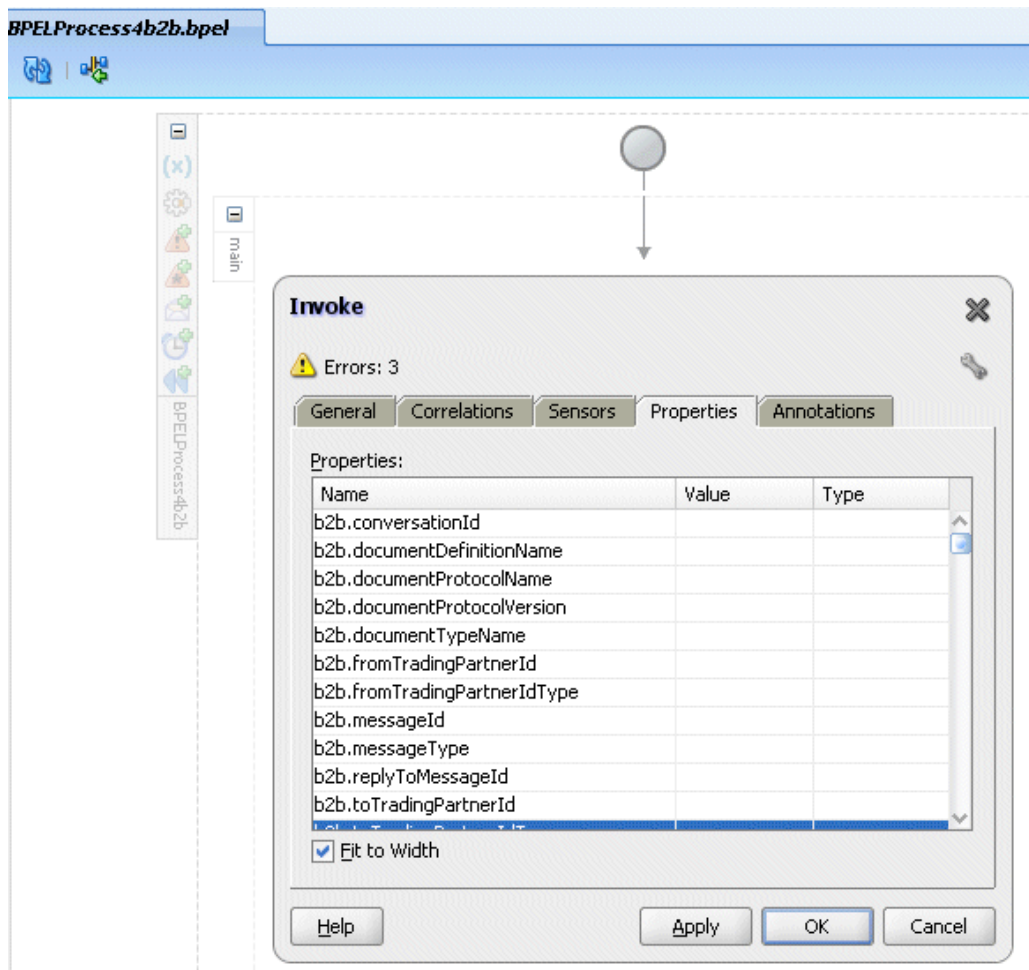 BPELProcess4b2b.bpel
(x)
main
BPELProcess4b2b
Invoke
Errors: 3
General Correlations Sensors Properties Annotations
Properties:
Name Value Type
b2b.conversationId
b2b.documentDefinitionName
b2b.documentProtocolName
b2b.documentProtocolVersion
b2b.documentTypeName
b2b.fromTradingPartnerId
b2b.fromTradingPartnerIdType
b2b.messageId
b2b.messageType
b2b.replyToMessageId
b2b.toTradingPartnerId
Fit to Width
Help Apply OK Cancel